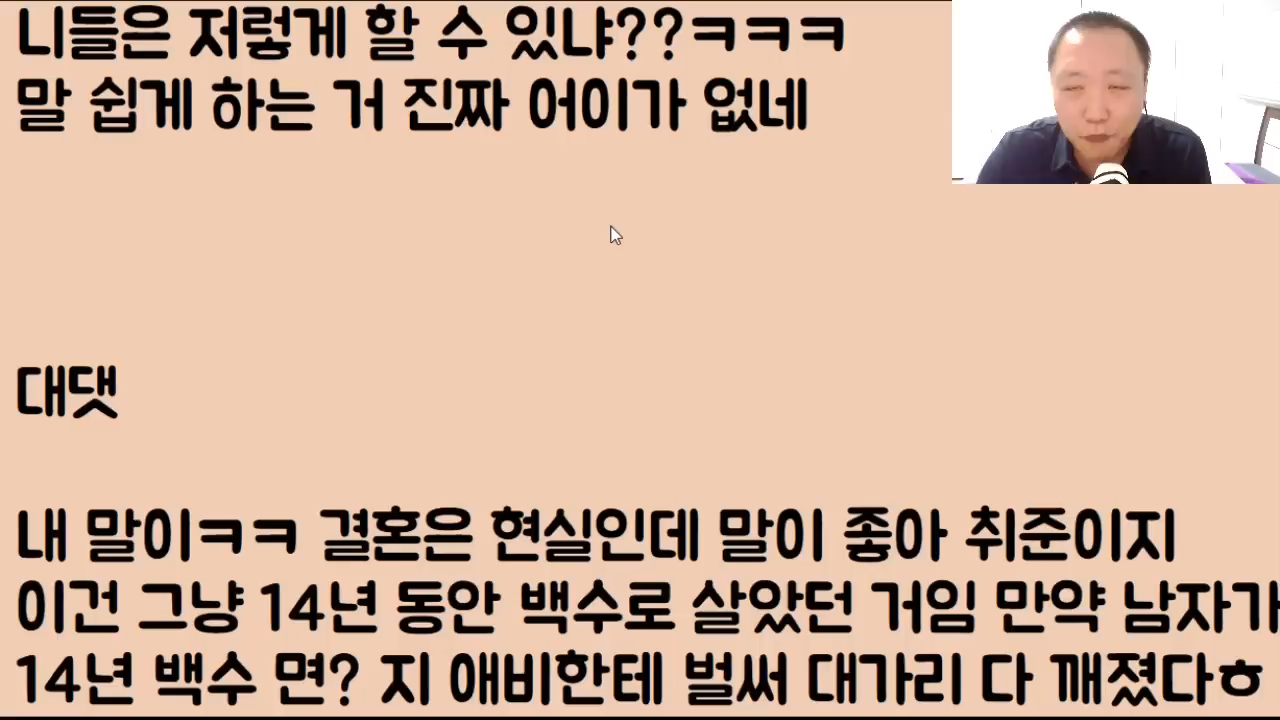 니들은 저렇게 할 수 있냐??ㅋㅋㅋ
말 쉽게 하는 거 진짜 어이가 없네
대댓
내 말이ㅋㅋ 결혼은 현실인데 말이 좋아 취준이지
이건 그냥 14년 동안 백수로 살았던 거임 만약 남자가
14년 백수 면? 지 애비한테 벌써 대가리 다 깨졌다ㅎ